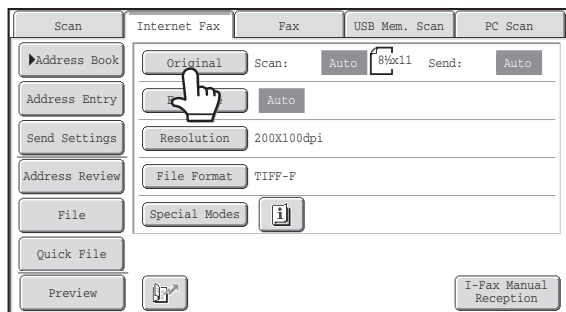 Scan Internet Fax Fax USB Mem. Scan PC Scan
Address Book Original Scan: Auto 8½x11 Send: Auto
Address Entry Auto
Send Settings Resolution 200X100dpi
Address Review File Format TIFF-F
File Special Modes
Quick File
Preview I-Fax Manual
Reception